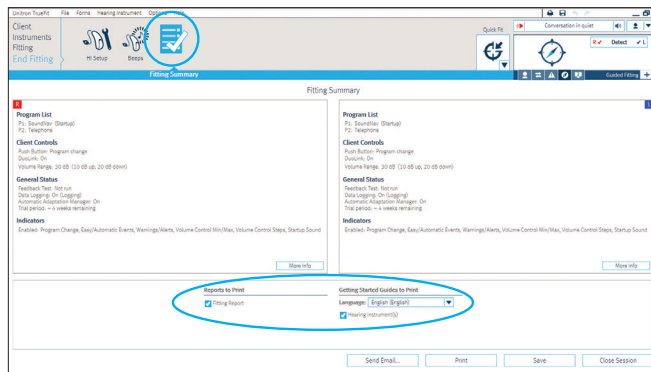 Unitron TrueFit File Forms Hearing Instrument Options Help
Client
Instruments
Fitting
End Fitting
HI Setup
Beeps
Quick Fit
Conversation in quiet
R
Detect
L
Fitting Summary
Guided Fitting
Fitting Summary
R
Program List
P1: SoundNav (Startup)
P2: Telephone
Client Controls
Push Button: Program change
DuoLink: On
Volume Range: 30 dB (10 dB up, 20 dB down)
General Status
Feedback Test: Not run
Data Logging: On (Logging)
Automatic Adaptation Manager: On
Trial period: ~ 4 weeks remaining
Indicators
Enabled: Program Change, Easy/Automatic Events, Warnings/Alerts, Volume Control Min/Max, Volume Control Steps, Startup Sound
More info
Program List
P1: SoundNav (Startup)
P2: Telephone
Client Controls
Push Button: Program change
DuoLink: On
Volume Range: 30 dB (10 dB up, 20 dB down)
General Status
Feedback Test: Not run
Data Logging: On (Logging)
Automatic Adaptation Manager: On
Trial period: ~ 4 weeks remaining
Indicators
Enabled: Program Change, Easy/Automatic Events, Warnings/Alerts, Volume Control Min/Max, Volume Control Steps, Startup Sound
More info
Reports to Print
Fitting Report
Getting Started Guides to Print
Language: English (English)
Hearing instrument(s)
Send Email...
Print
Save
Close Session